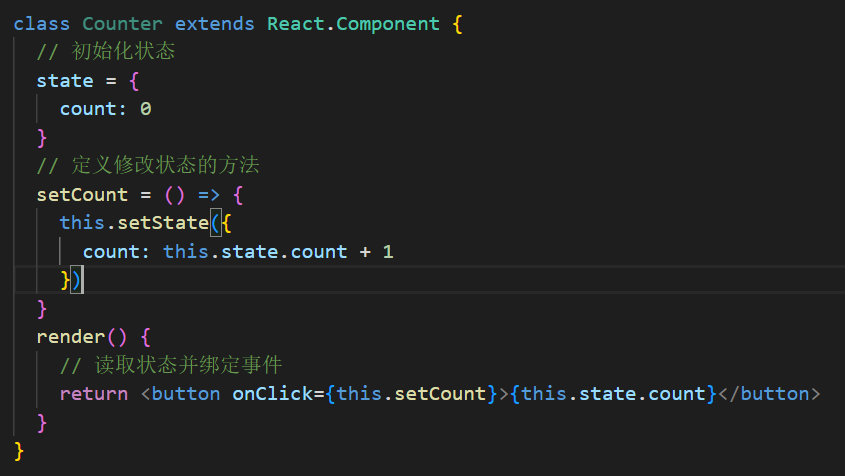 class Counter extends React.Component {
  // 初始化状态
  state = {
    count: 0
  }
  // 定义修改状态的方法
  setCount = () => {
    this.setState({
      count: this.state.count + 1
    })
  }
  render() {
    // 读取状态并绑定事件
    return <button onClick={this.setCount}>{this.state.count}</button>
  }
}